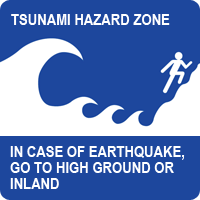 TSUNAMI HAZARD ZONE
IN CASE OF EARTHQUAKE,
GO TO HIGH GROUND OR
INLAND